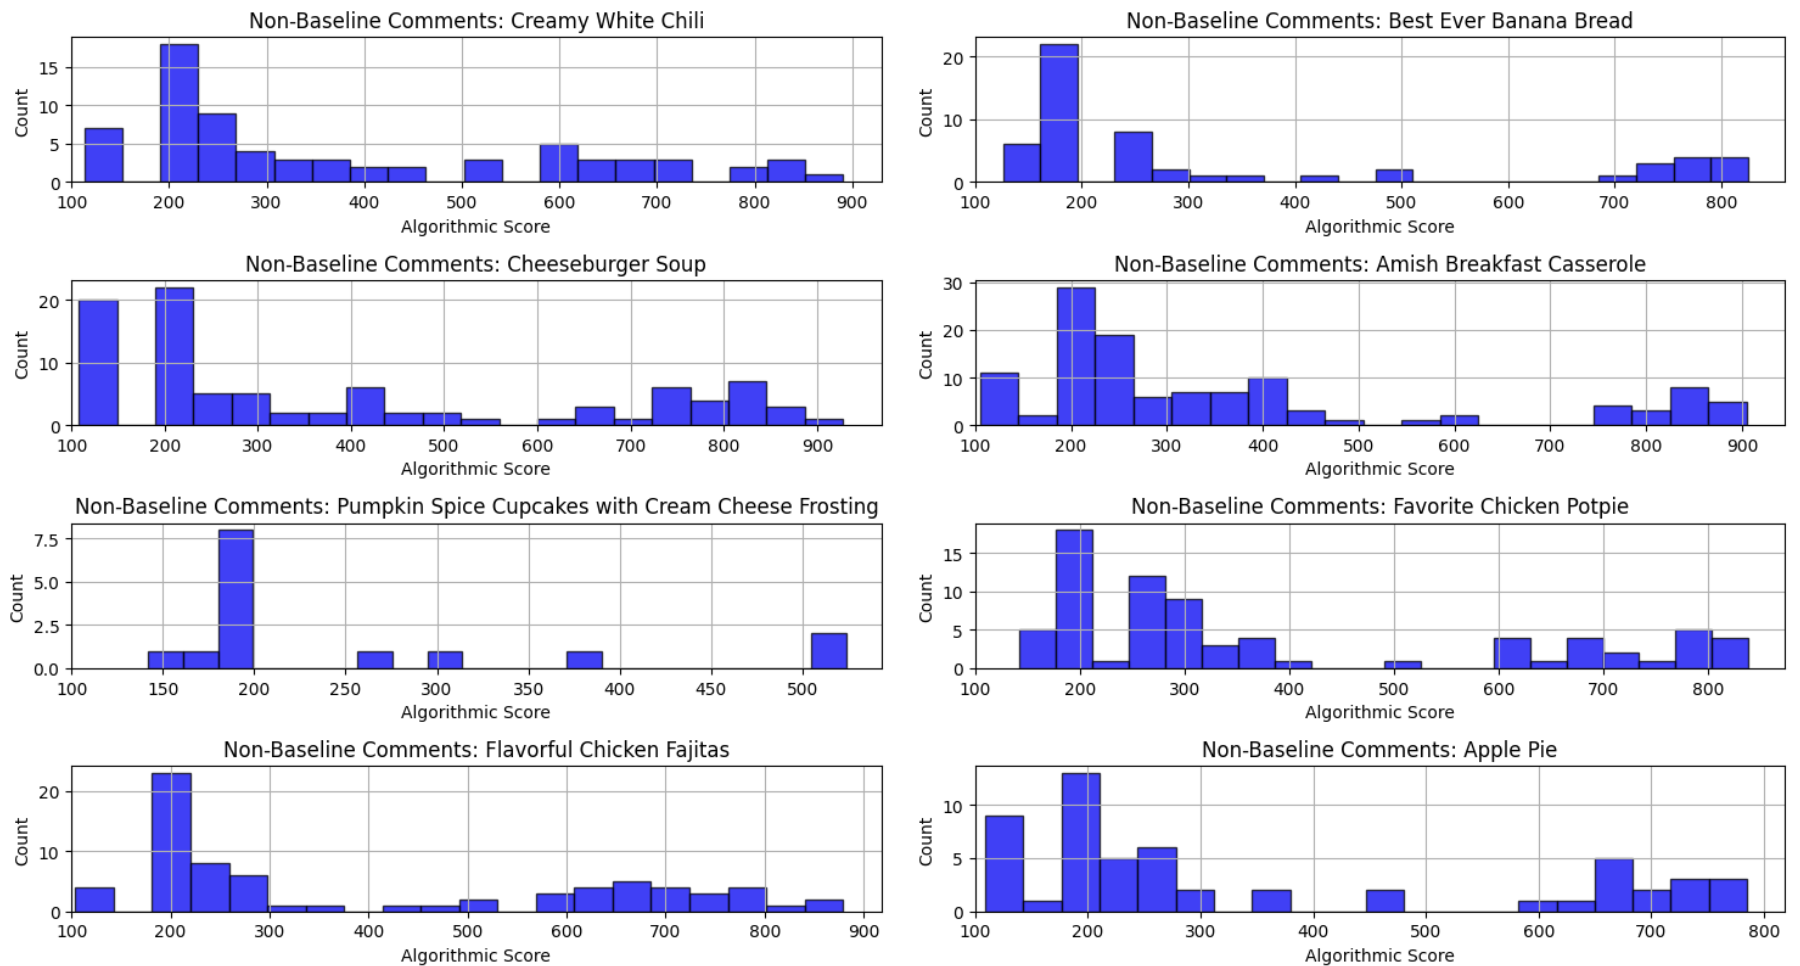 Non-Baseline Comments: Creamy White Chili
Count
15
10
5
0
100 200 300 400 500 600 700 800 900
Algorithmic Score
Non-Baseline Comments: Best Ever Banana Bread
Count
20
10
0
100 200 300 400 500 600 700 800
Algorithmic Score
Non-Baseline Comments: Cheeseburger Soup
Count
20
10
0
100 200 300 400 500 600 700 800 900
Algorithmic Score
Non-Baseline Comments: Amish Breakfast Casserole
Count
30
20
10
0
100 200 300 400 500 600 700 800 900
Algorithmic Score
Non-Baseline Comments: Pumpkin Spice Cupcakes with Cream Cheese Frosting
Count
7.5
5.0
2.5
0.0
100 150 200 250 300 350 400 450 500
Algorithmic Score
Non-Baseline Comments: Favorite Chicken Potpie
Count
15
10
5
0
100 200 300 400 500 600 700 800
Algorithmic Score
Non-Baseline Comments: Flavorful Chicken Fajitas
Count
20
10
0
100 200 300 400 500 600 700 800 900
Algorithmic Score
Non-Baseline Comments: Apple Pie
Count
10
5
0
100 200 300 400 500 600 700 800
Algorithmic Score